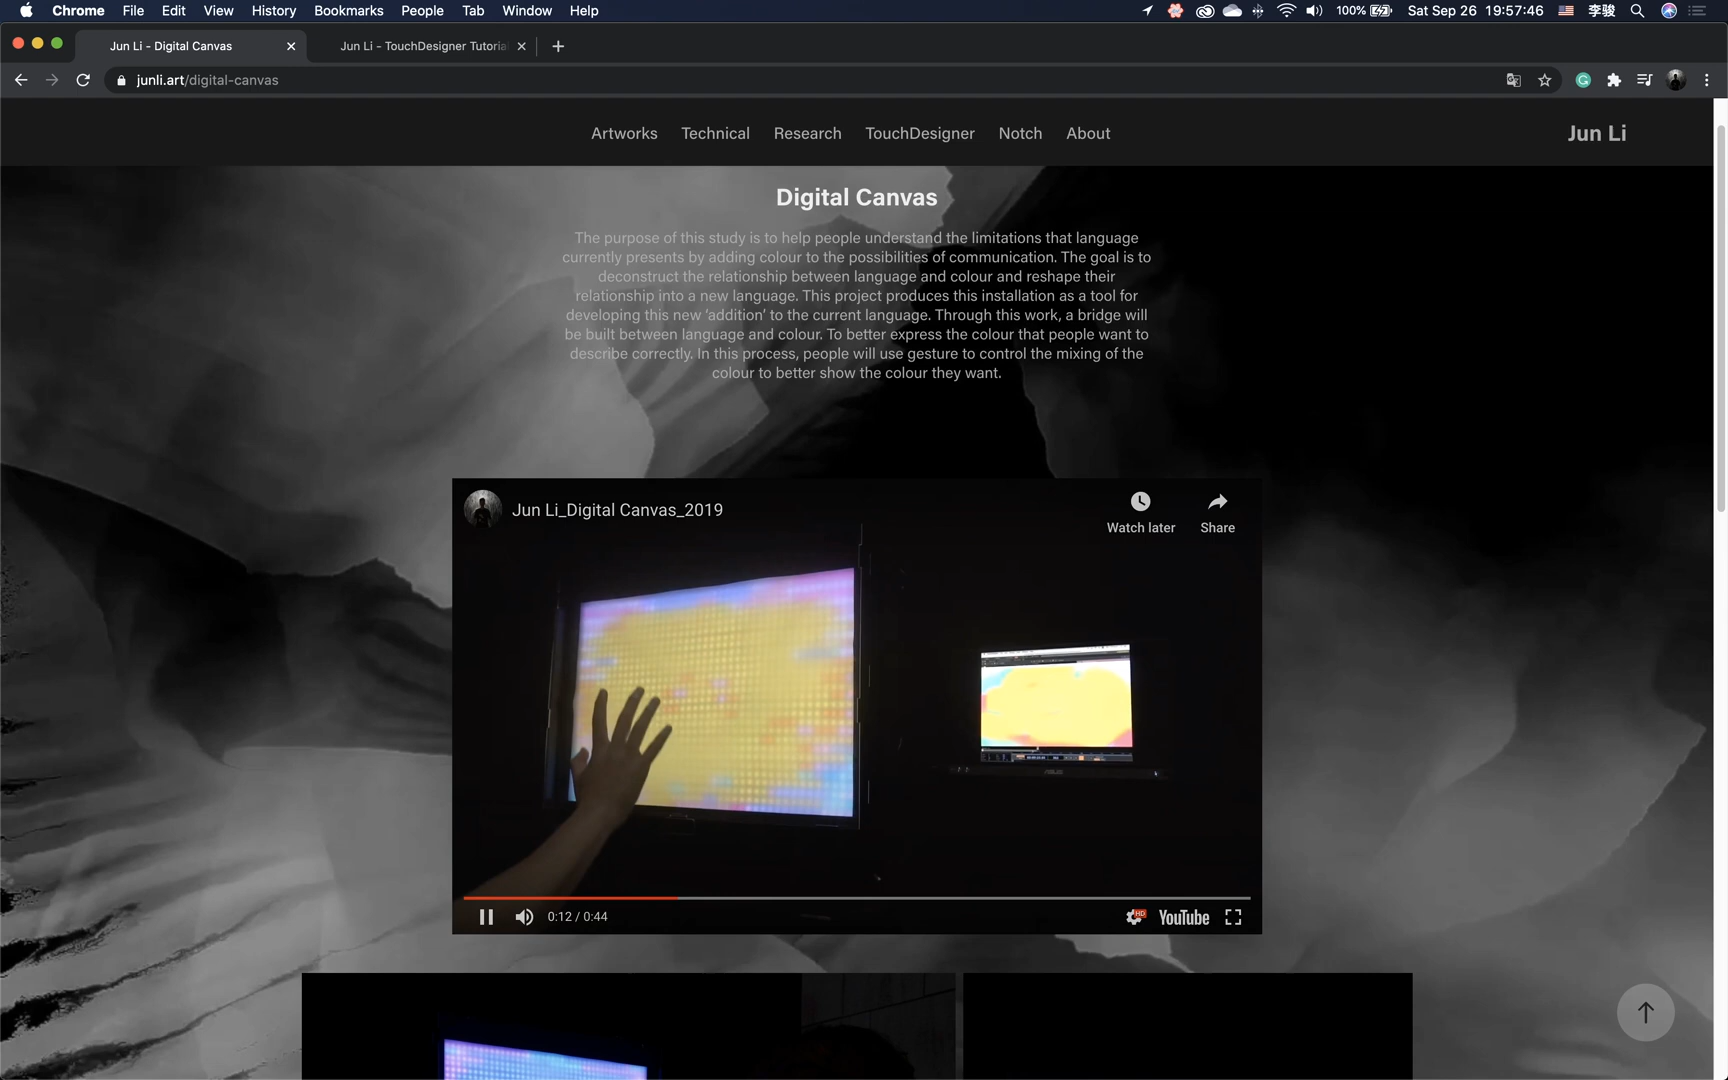 Chrome File Edit View History Bookmarks People Tab Window Help 100% Sat Sep 26 19:57:46 李骏
Jun Li - Digital Canvas Jun Li - TouchDesigner Tutoria
junli.art/digital-canvas
Artworks Technical Research TouchDesigner Notch About Jun Li
Digital Canvas
The purpose of this study is to help people understand the limitations that language
currently presents by adding colour to the possibilities of communication. The goal is to
deconstruct the relationship between language and colour and reshape their
relationship into a new language. This project produces this installation as a tool for
developing this new ‘addition’ to the current language. Through this work, a bridge will
be built between language and colour. To better express the colour that people want to
describe correctly. In this process, people will use gesture to control the mixing of the
colour to better show the colour they want.
Jun Li_Digital Canvas_2019
Watch later Share
ASUS
0:12 / 0:44 HD YouTube